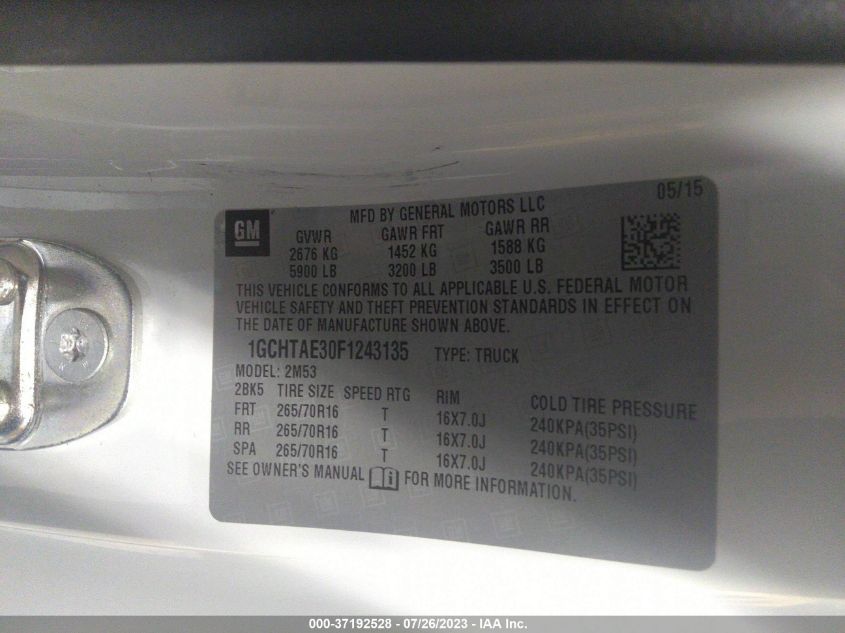 05/15
GM
MFD BY GENERAL MOTORS LLC
GVWR GAWR FRT GAWR RR
2676 KG 1452 KG 1588 KG
5900 LB 3200 LB 3500 LB
THIS VEHICLE CONFORMS TO ALL APPLICABLE U.S. FEDERAL MOTOR
VEHICLE SAFETY AND THEFT PREVENTION STANDARDS IN EFFECT ON
THE DATE OF MANUFACTURE SHOWN ABOVE.
1GCHTAE30F1243135 TYPE: TRUCK
MODEL: 2M53
2BK5 TIRE SIZE SPEED RTG RIM COLD TIRE PRESSURE
FRT 265/70R16 T 16X7.0J 240KPA(35PSI)
RR 265/70R16 T 16X7.0J 240KPA(35PSI)
SPA 265/70R16 T 16X7.0J 240KPA(35PSI)
SEE OWNER'S MANUAL FOR MORE INFORMATION.
000-37192528 - 07/26/2023 - IAA Inc.